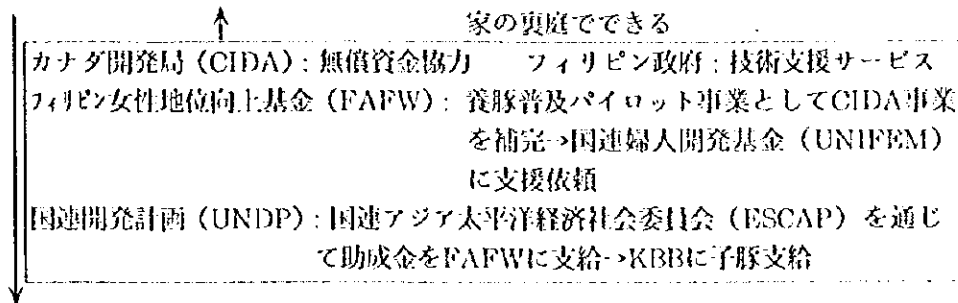 家の裏庭でできる
カナダ開発局（CIDA）：無償資金協力　フィリピン政府：技術支援サービス
フィリピン女性地位向上基金（FAFW）：養豚普及パイロット事業としてCIDA事業
を補完→国連婦人開発基金（UNIFEM）
に支援依頼
国連開発計画（UNDP）：国連アジア太平洋経済社会委員会（ESCAP）を通じ
て助成金をFAFWに支給→KBBに子豚支給